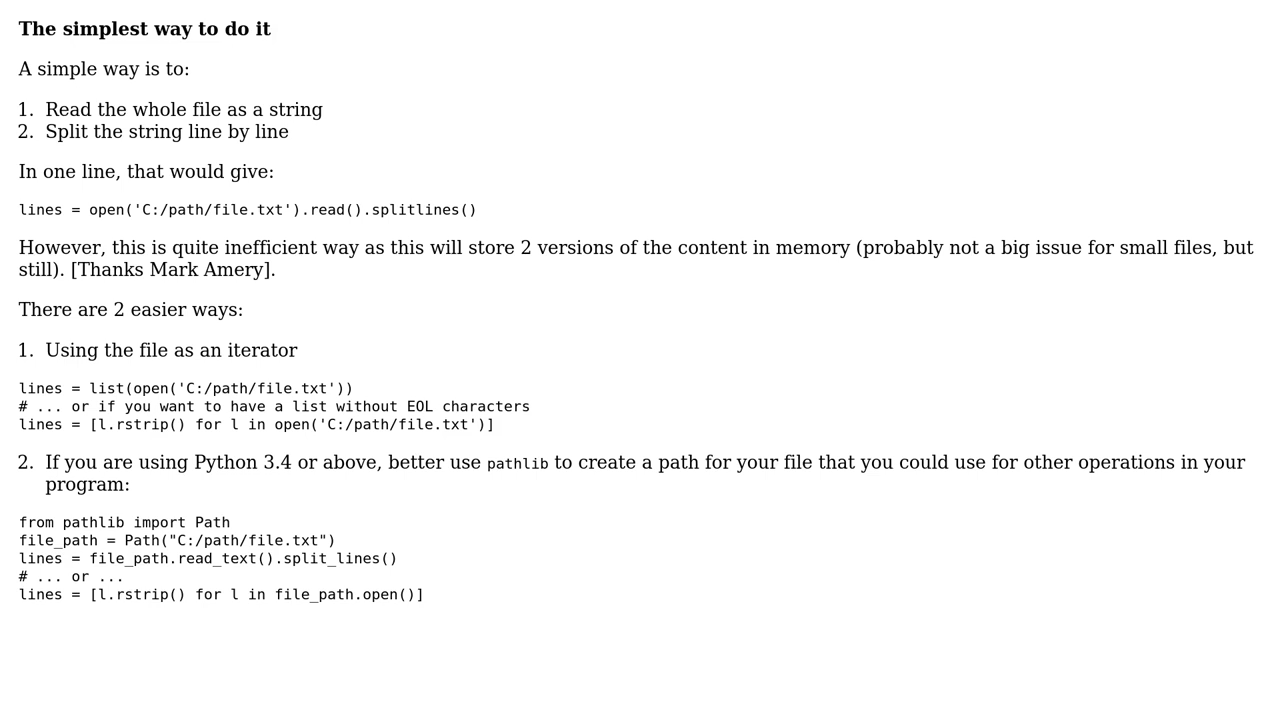 The simplest way to do it
A simple way is to:
1. Read the whole file as a string
2. Split the string line by line
In one line, that would give:
lines = open('C:/path/file.txt').read().splitlines()
However, this is quite inefficient way as this will store 2 versions of the content in memory (probably not a big issue for small files, but
still). [Thanks Mark Amery].
There are 2 easier ways:
1. Using the file as an iterator
lines = list(open('C:/path/file.txt'))
# ... or if you want to have a list without EOL characters
lines = [l.rstrip() for l in open('C:/path/file.txt')]
2. If you are using Python 3.4 or above, better use pathlib to create a path for your file that you could use for other operations in your
program:
from pathlib import Path
file_path = Path("C:/path/file.txt")
lines = file_path.read_text().split_lines()
# ... or ...
lines = [l.rstrip() for l in file_path.open()]